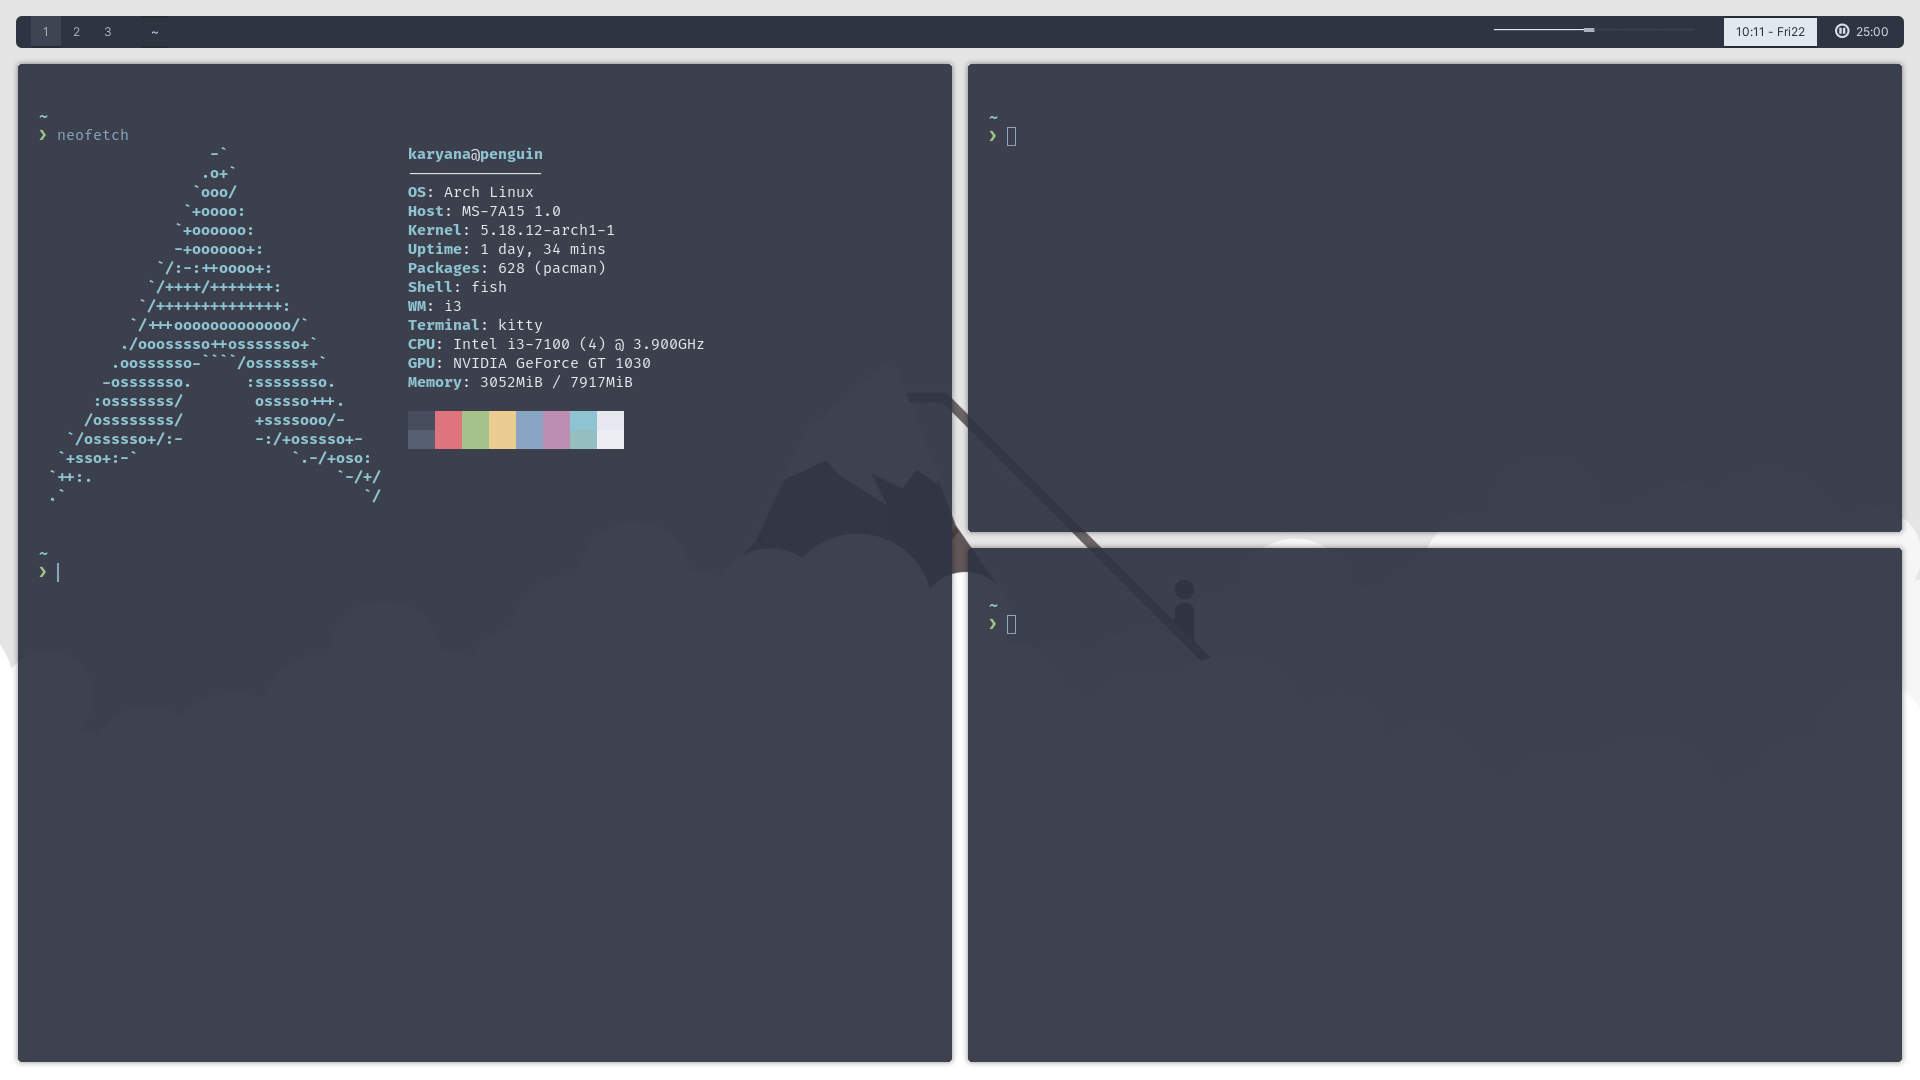 1 2 3 ~ 10:11 - Fri22 25:00
~
❯ neofetch
                   -`
                  .o+`
                 `ooo/
                `+oooo:
               `+oooooo:
               -+oooooo+:
             `/:-:++oooo+:
            `/++++/+++++++:
           `/++++++++++++++:
          `/+++ooooooooooooo/`
         ./ooosssso++osssssso+`
        .oossssso-````/ossssss+`
       -osssssso.      :ssssssso.
      :osssssss/        osssso+++.
     /ossssssss/        +ssssooo/-
   `/ossssso+/:-        -:/+osssso+-
  `+sso+:-`                 `.-/+oso:
 `++:.                           `-/+/
 .`                                 `/
karyana@penguin
---------------
OS: Arch Linux
Host: MS-7A15 1.0
Kernel: 5.18.12-arch1-1
Uptime: 1 day, 34 mins
Packages: 628 (pacman)
Shell: fish
WM: i3
Terminal: kitty
CPU: Intel i3-7100 (4) @ 3.900GHz
GPU: NVIDIA GeForce GT 1030
Memory: 3052MiB / 7917MiB
~
❯
~
❯
~
❯